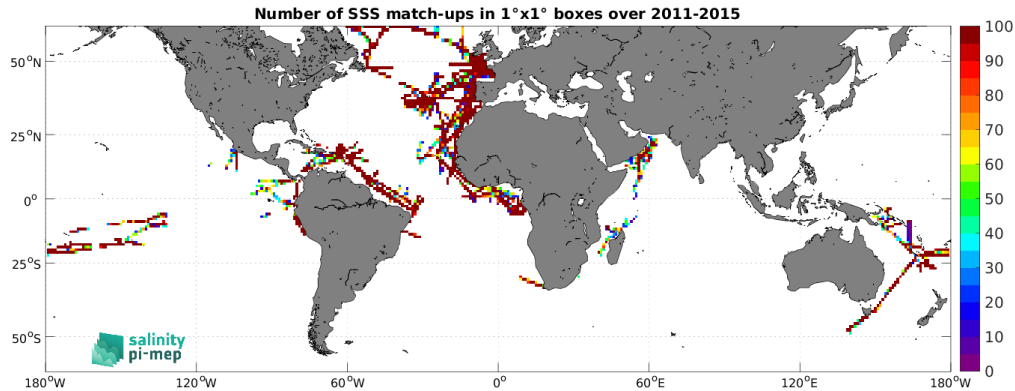 Number of SSS match-ups in 1°x1° boxes over 2011-2015
50°N
25°N
0°
25°S
50°S
180°W
120°W
60°W
0°
60°E
120°E
180°W
100
90
80
70
60
50
40
30
20
10
0
salinity
pi-mep